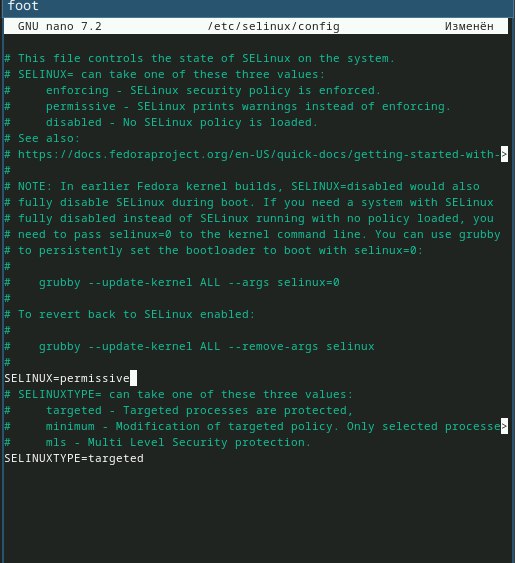 foot
GNU nano 7.2 /etc/selinux/config Изменён
# This file controls the state of SELinux on the system.
# SELINUX= can take one of these three values:
#     enforcing - SELinux security policy is enforced.
#     permissive - SELinux prints warnings instead of enforcing.
#     disabled - No SELinux policy is loaded.
# See also:
# https://docs.fedoraproject.org/en-US/quick-docs/getting-started-with->
#
# NOTE: In earlier Fedora kernel builds, SELINUX=disabled would also
# fully disable SELinux during boot. If you need a system with SELinux
# fully disabled instead of SELinux running with no policy loaded, you
# need to pass selinux=0 to the kernel command line. You can use grubby
# to persistently set the bootloader to boot with selinux=0:
#
#    grubby --update-kernel ALL --args selinux=0
#
# To revert back to SELinux enabled:
#
#    grubby --update-kernel ALL --remove-args selinux
#
SELINUX=permissive
# SELINUXTYPE= can take one of these three values:
#     targeted - Targeted processes are protected,
#     minimum - Modification of targeted policy. Only selected processe>
#     mls - Multi Level Security protection.
SELINUXTYPE=targeted